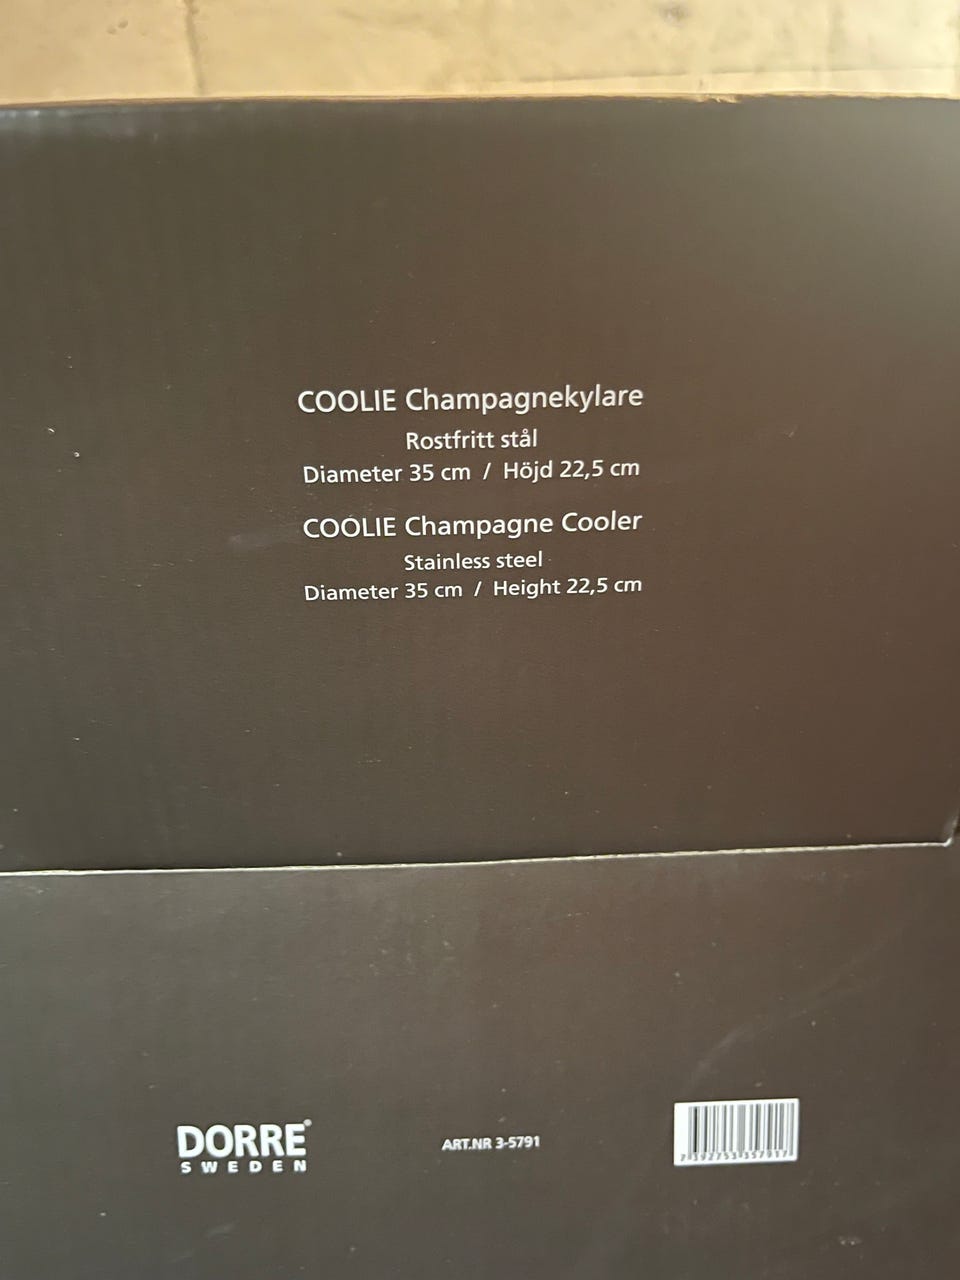 COOLIE Champagnekylare
Rostfritt stål
Diameter 35 cm / Höjd 22,5 cm
COOLIE Champagne Cooler
Stainless steel
Diameter 35 cm / Height 22,5 cm
DORRE®
SWEDEN
ART.NR 3-5791